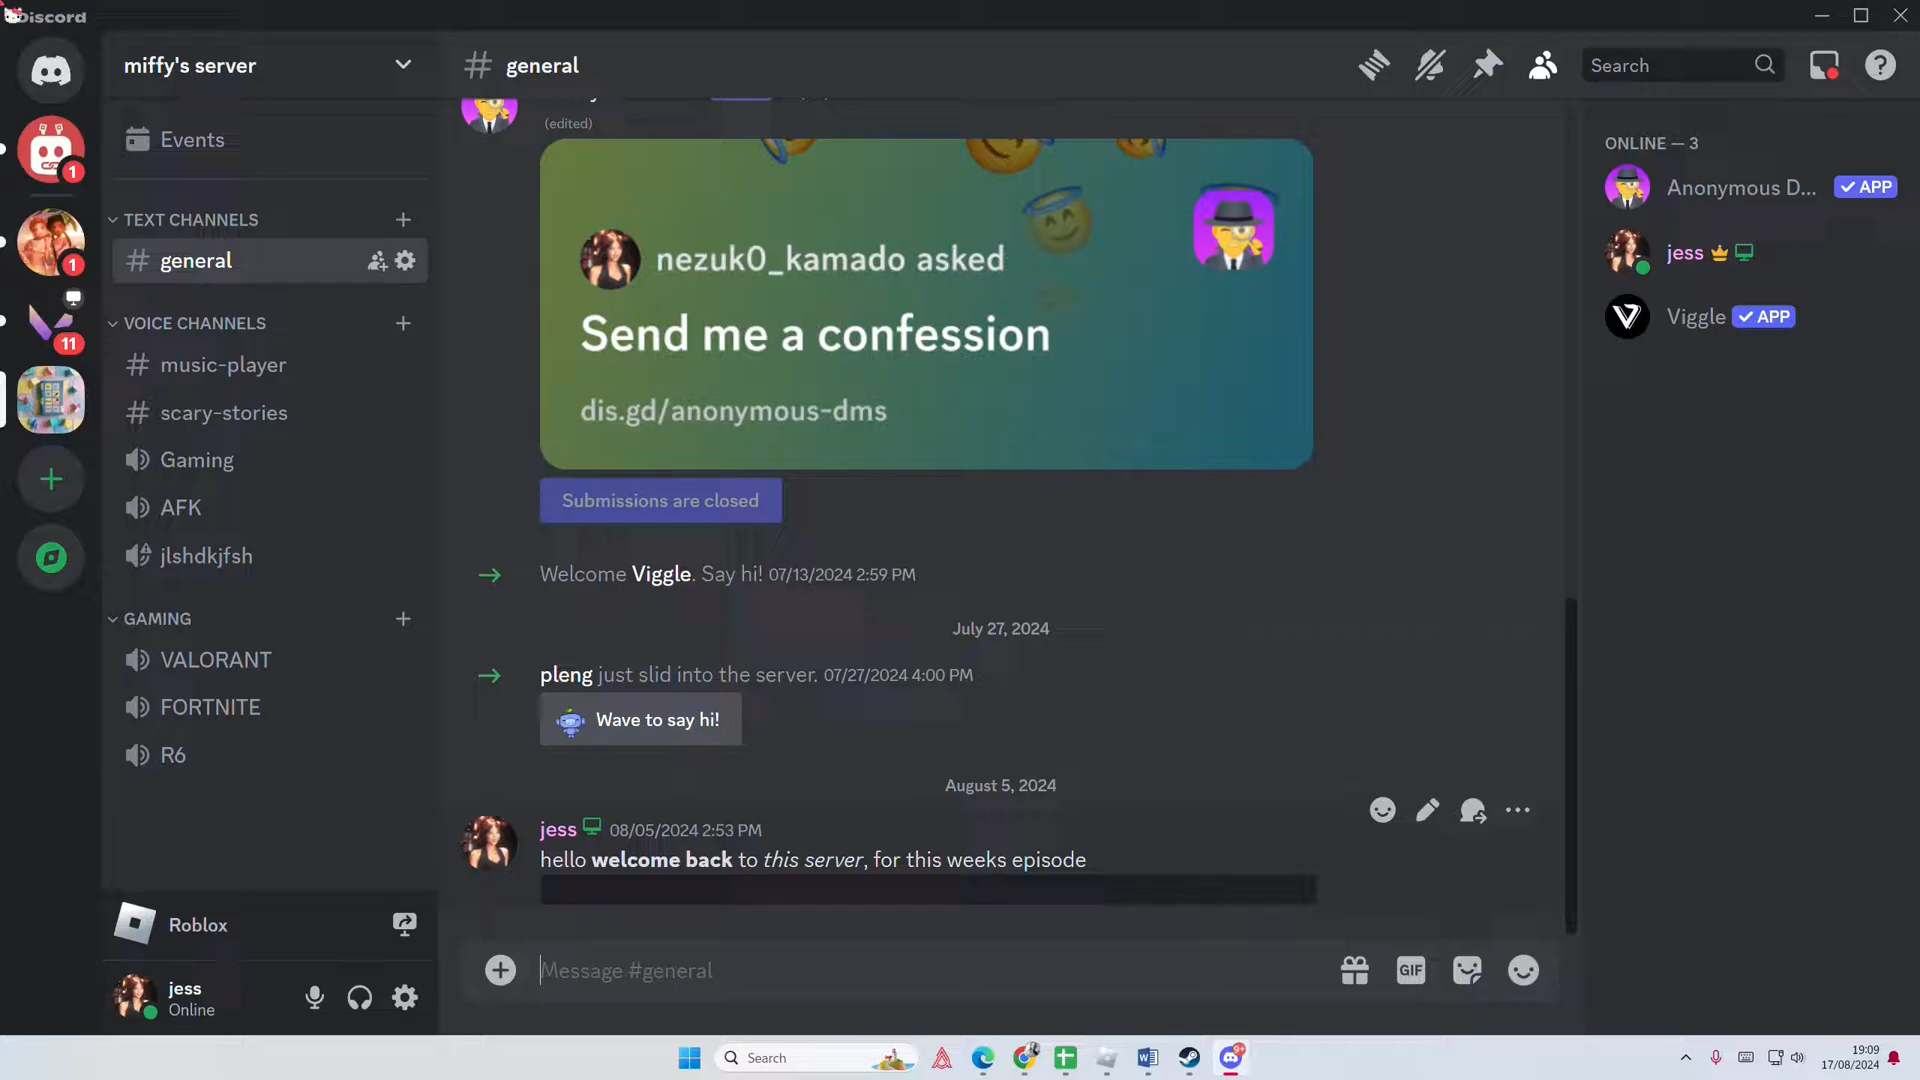 Discord
miffy's server
Events
TEXT CHANNELS
general
VOICE CHANNELS
music-player
scary-stories
Gaming
AFK
jlshdkjfsh
GAMING
VALORANT
FORTNITE
R6
Roblox
jess
Online
1
1
11
general
Search
(edited)
nezuk0_kamado asked
Send me a confession
dis.gd/anonymous-dms
Submissions are closed
Welcome Viggle. Say hi! 07/13/2024 2:59 PM
July 27, 2024
pleng just slid into the server. 07/27/2024 4:00 PM
Wave to say hi!
August 5, 2024
jess 08/05/2024 2:53 PM
hello welcome back to this server, for this weeks episode
Message #general
GIF
ONLINE — 3
Anonymous D... ✓ APP
jess
Viggle ✓ APP
Search
9+
19:09
17/08/2024